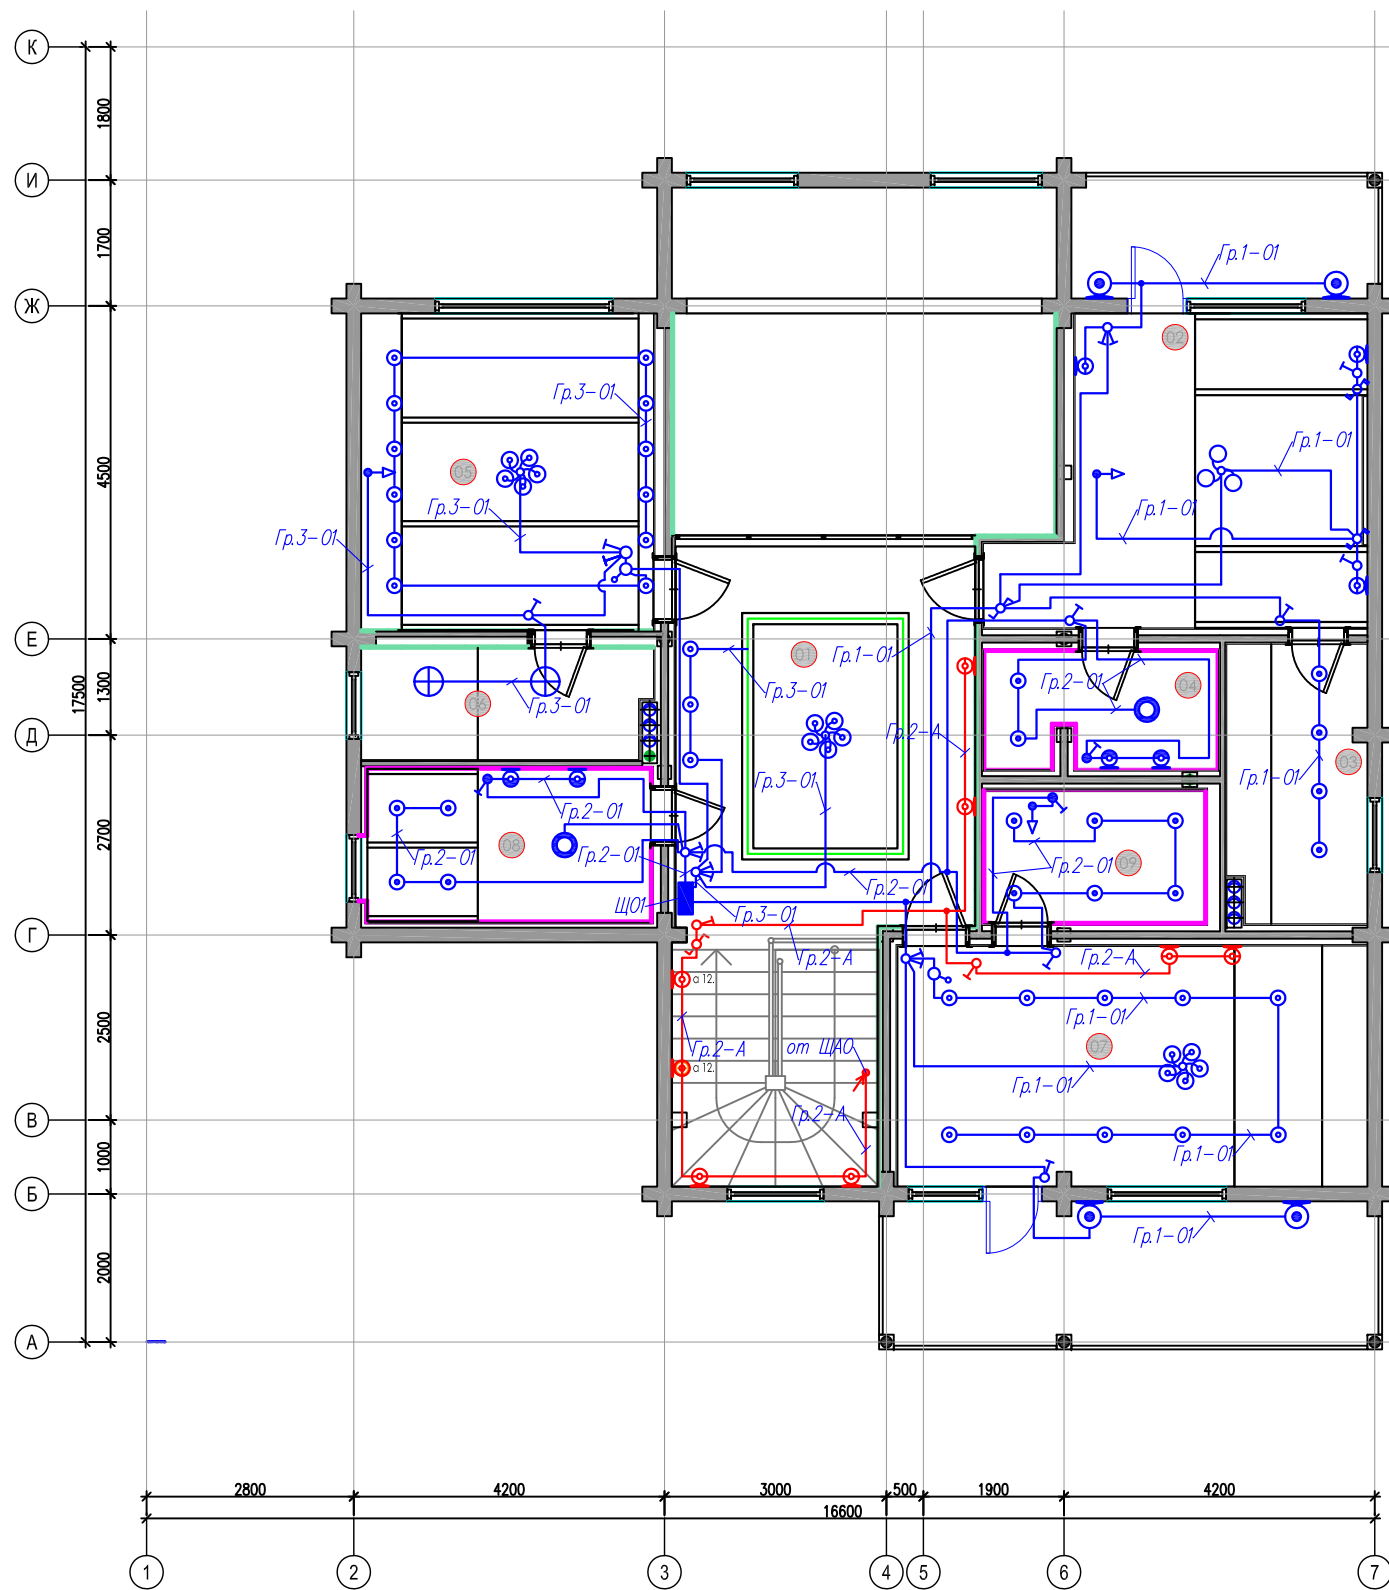 К
1800
И
1700
Гр.1-01
Ж
02
Гр.3-01
4500
05
Гр.1-01
Гр.3-01
Гр.1-01
Гр.3-01
Е
01
Гр.1-01
17500
1300
06
Гр.3-01
Гр.3-01
Гр.2-01
04
Д
Гр.2-А
03
Гр.3-01
Гр.1-01
2700
Гр.2-01
08
Гр.2-01
Гр.2-01
Гр.2-01
09
Гр.2-01
ЩО1
Гр.3-01
Г
Гр.2-А
Гр.2-А
а 12.
2500
Гр.1-01
Гр.2-А
от ЩАО
07
а 12.
Гр.1-01
В
Гр.2-А
1000
Гр.1-01
Б
Гр.1-01
2000
А
2800
4200
3000
500
1900
4200
16600
1
2
3
4
5
6
7